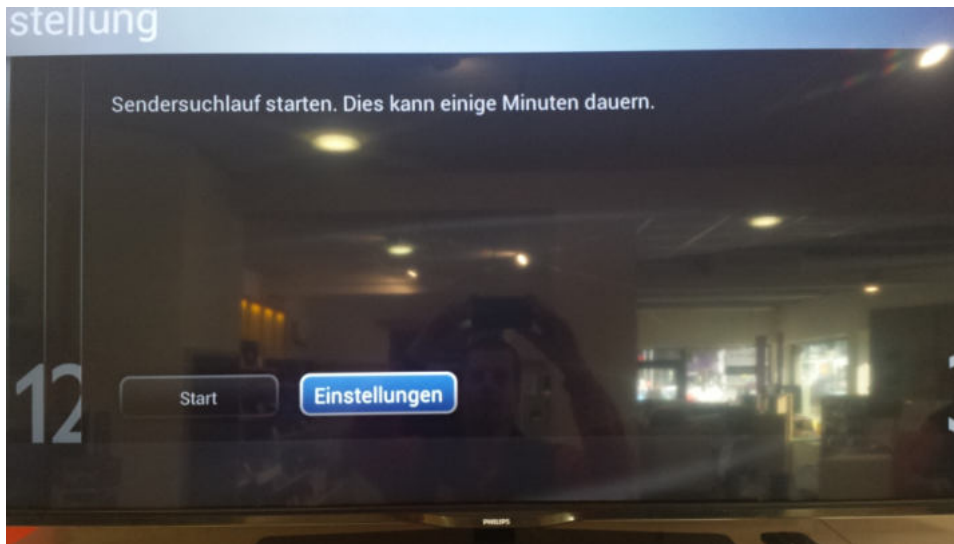 stellung
Sendersuchlauf starten. Dies kann einige Minuten dauern.
12
Start
Einstellungen
PHILIPS